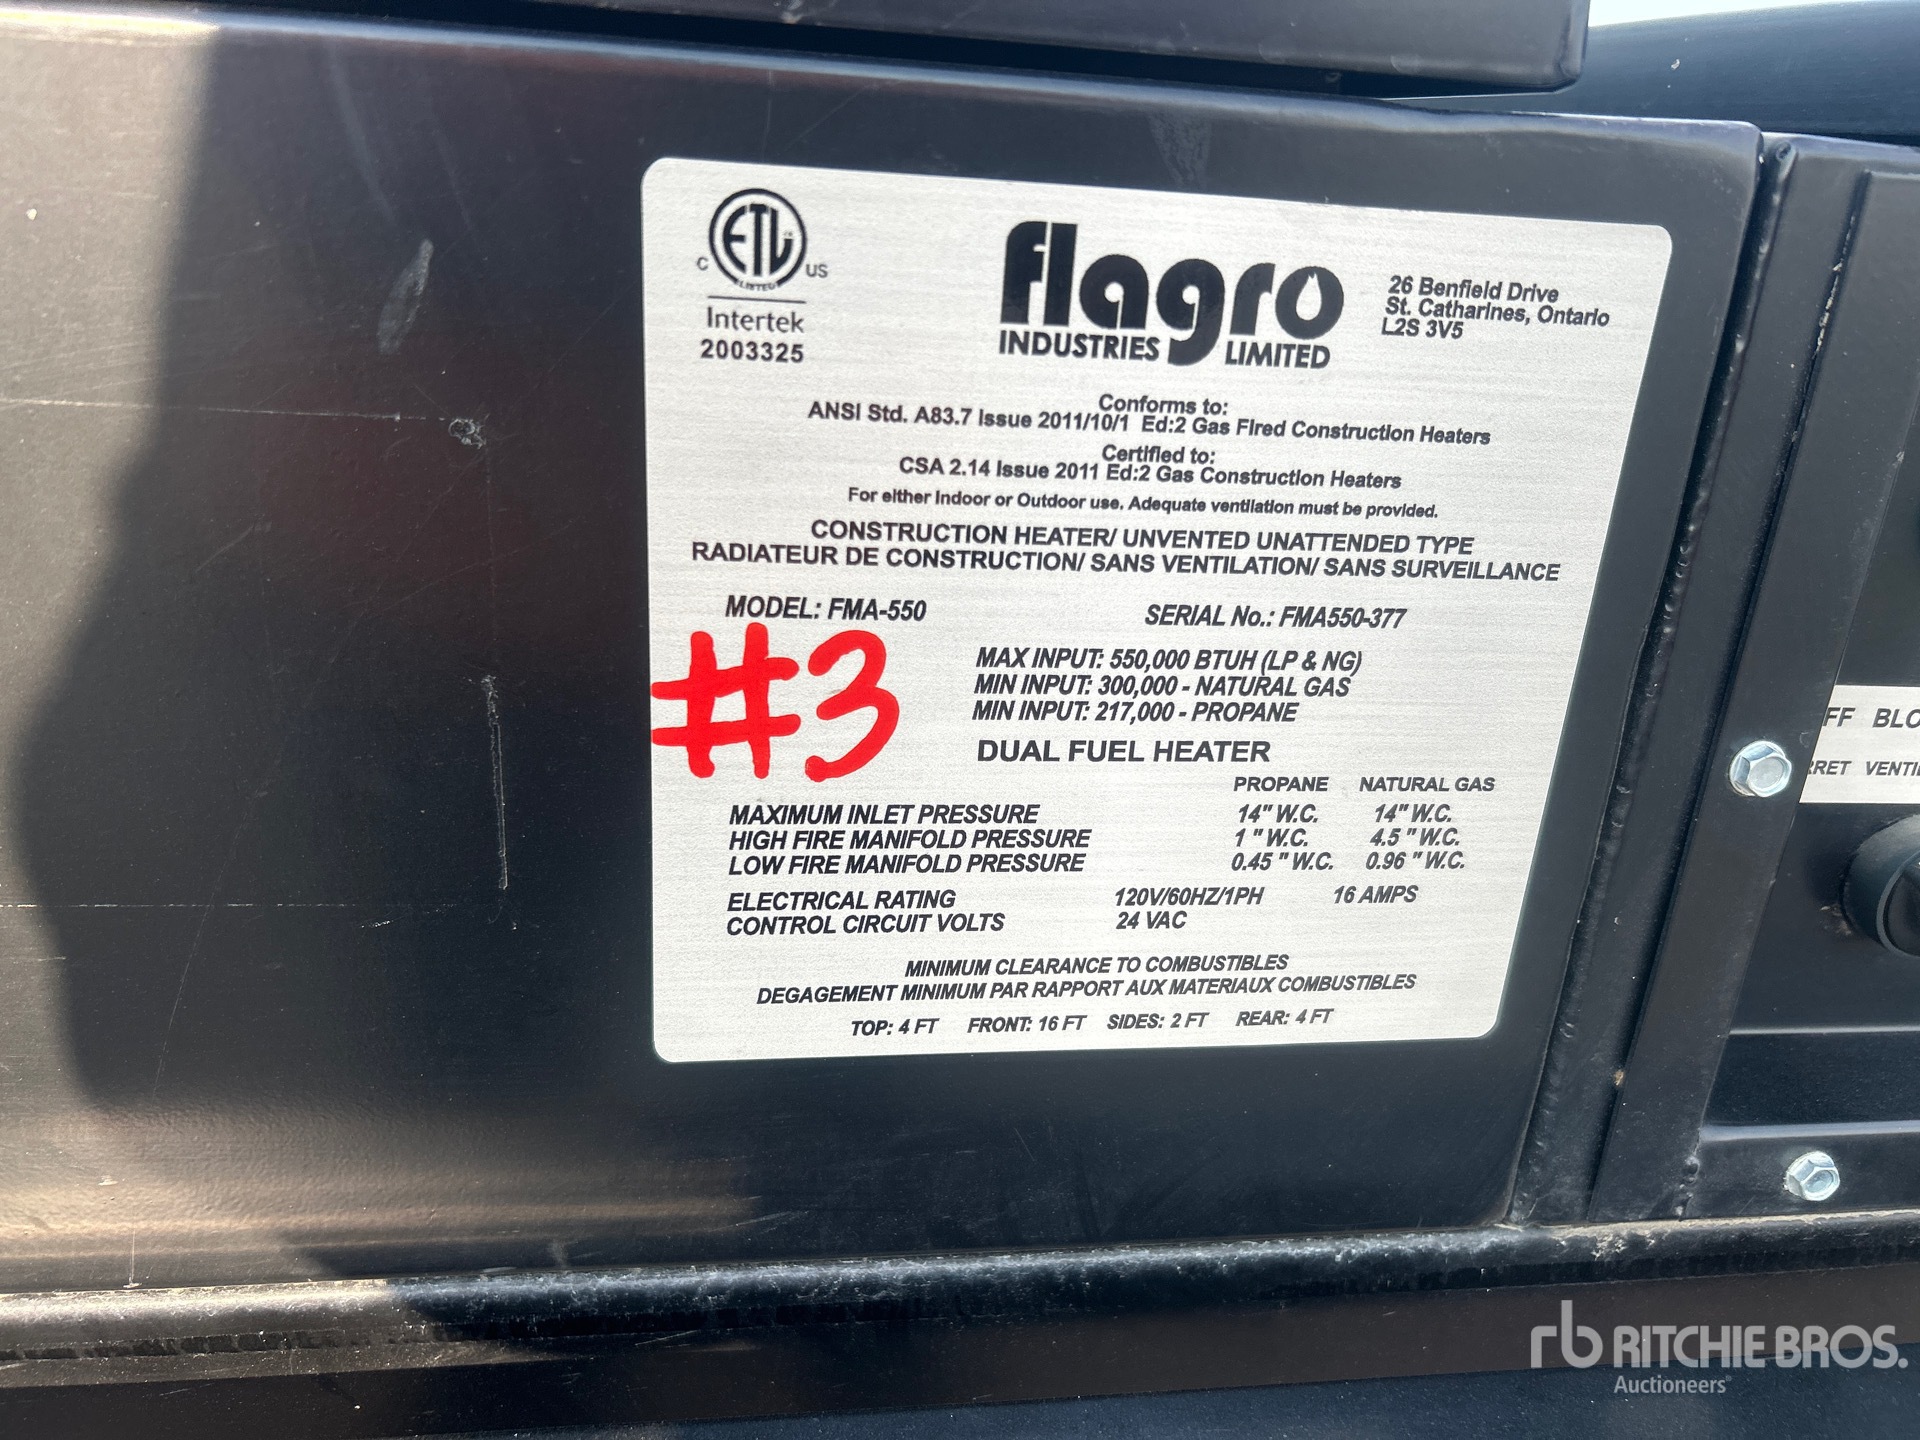 ETL
LISTED
C US
Intertek
2003325
flagro
INDUSTRIES LIMITED
26 Benfield Drive
St. Catharines, Ontario
L2S 3V5
Conforms to:
ANSI Std. A83.7 Issue 2011/10/1 Ed:2 Gas Fired Construction Heaters
Certified to:
CSA 2.14 Issue 2011 Ed:2 Gas Construction Heaters
For either Indoor or Outdoor use. Adequate ventilation must be provided.
CONSTRUCTION HEATER/ UNVENTED UNATTENDED TYPE
RADIATEUR DE CONSTRUCTION/ SANS VENTILATION/ SANS SURVEILLANCE
MODEL: FMA-550 SERIAL No.: FMA550-377
#3
MAX INPUT: 550,000 BTUH (LP & NG)
MIN INPUT: 300,000 - NATURAL GAS
MIN INPUT: 217,000 - PROPANE
DUAL FUEL HEATER
PROPANE NATURAL GAS
MAXIMUM INLET PRESSURE 14" W.C. 14" W.C.
HIGH FIRE MANIFOLD PRESSURE 1 " W.C. 4.5 " W.C.
LOW FIRE MANIFOLD PRESSURE 0.45 " W.C. 0.96 " W.C.
ELECTRICAL RATING 120V/60HZ/1PH 16 AMPS
CONTROL CIRCUIT VOLTS 24 VAC
MINIMUM CLEARANCE TO COMBUSTIBLES
DEGAGEMENT MINIMUM PAR RAPPORT AUX MATERIAUX COMBUSTIBLES
TOP: 4 FT FRONT: 16 FT SIDES: 2 FT REAR: 4 FT
FF BLO
RRET VENTI
rb RITCHIE BROS.
Auctioneers